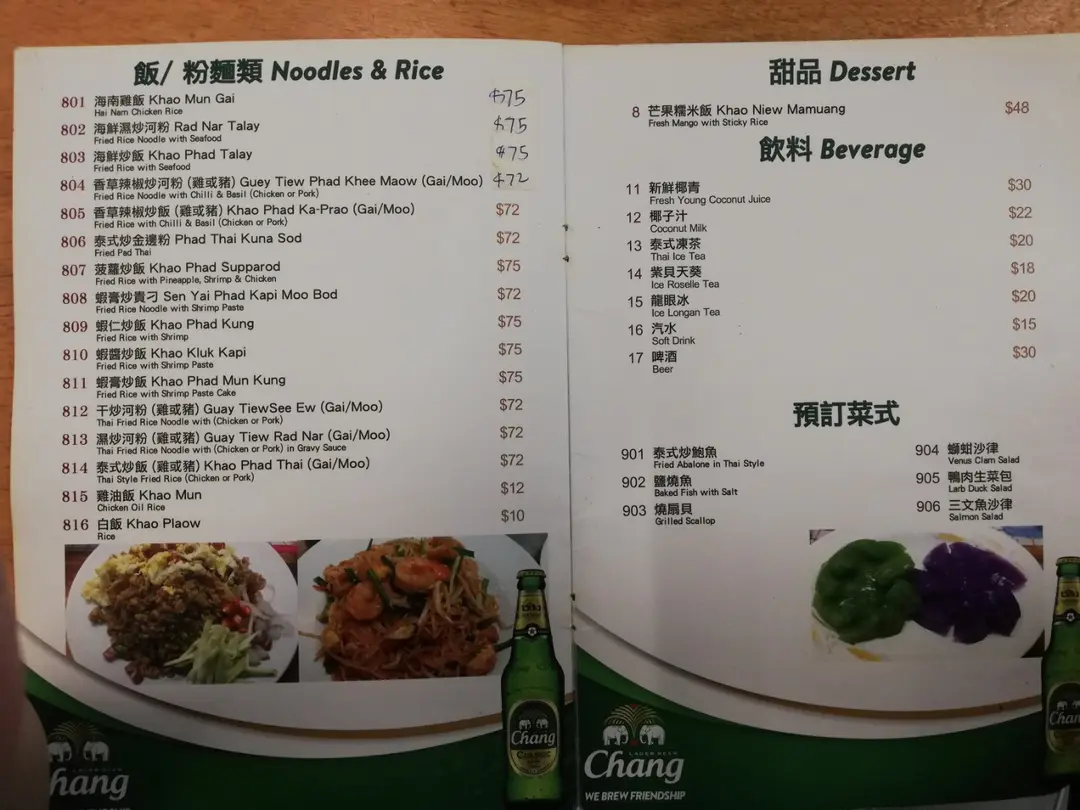 飯/ 粉麵類 Noodles & Rice
801 海南雞飯 Khao Mun Gai $75
Hai Nam Chicken Rice
802 海鮮濕炒河粉 Rad Nar Talay $75
Fried Rice Noodle with Seafood
803 海鮮炒飯 Khao Phad Talay $75
Fried Rice with Seafood
804 香草辣椒炒河粉 (雞或豬) Guey Tiew Phad Khee Maow (Gai/Moo) $72
Fried Rice Noodle with Chilli & Basil (Chicken or Pork)
805 香草辣椒炒飯 (雞或豬) Khao Phad Ka-Prao (Gai/Moo) $72
Fried Rice with Chilli & Basil (Chicken or Pork)
806 泰式炒金邊粉 Phad Thai Kuna Sod $72
Fried Pad Thai
807 菠蘿炒飯 Khao Phad Supparod $75
Fried Rice with Pineapple, Shrimp & Chicken
808 蝦膏炒貴刁 Sen Yai Phad Kapi Moo Bod $72
Fried Rice Noodle with Shrimp Paste
809 蝦仁炒飯 Khao Phad Kung $75
Fried Rice with Shrimp
810 蝦醬炒飯 Khao Kluk Kapi $75
Fried Rice with Shrimp Paste
811 蝦膏炒飯 Khao Phad Mun Kung $75
Fried Rice with Shrimp Paste Cake
812 干炒河粉 (雞或豬) Guay TiewSee Ew (Gai/Moo) $72
Thai Fried Rice Noodle with (Chicken or Pork)
813 濕炒河粉 (雞或豬) Guay Tiew Rad Nar (Gai/Moo) $72
Thai Fried Rice Noodle with (Chicken or Pork) in Gravy Sauce
814 泰式炒飯 (雞或豬) Khao Phad Thai (Gai/Moo) $72
Thai Style Fried Rice (Chicken or Pork)
815 雞油飯 Khao Mun $12
Chicken Oil Rice
816 白飯 Khao Plaow $10
Rice
Chang
hang
甜品 Dessert
8 芒果糯米飯 Khao Niew Mamuang $48
Fresh Mango with Sticky Rice
飲料 Beverage
11 新鮮椰青 $30
Fresh Young Coconut Juice
12 椰子汁 $22
Coconut Milk
13 泰式凍茶 $20
Thai Ice Tea
14 紫貝天葵 $18
Ice Roselle Tea
15 龍眼冰 $20
Ice Longan Tea
16 汽水 $15
Soft Drink
17 啤酒 $30
Beer
預訂菜式
901 泰式炒鮑魚
Fried Abalone in Thai Style
902 鹽燒魚
Baked Fish with Salt
903 燒扇貝
Grilled Scallop
904 螄蚶沙律
Venus Clam Salad
905 鴨肉生菜包
Larb Duck Salad
906 三文魚沙律
Salmon Salad
LAGER BEER
Chang
WE BREW FRIENDSHIP
Chan